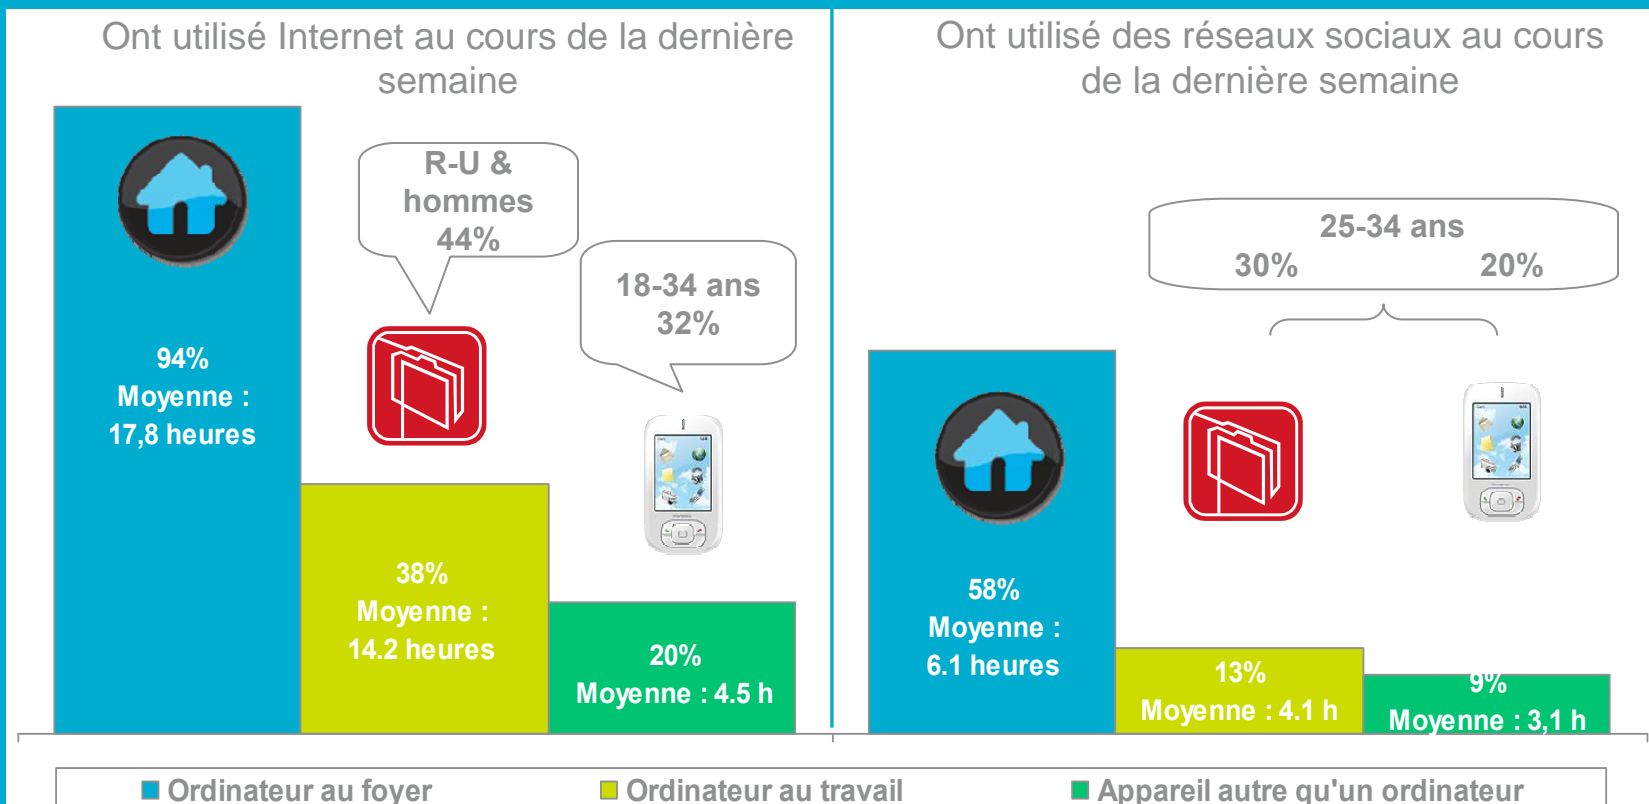 Ont utilisé Internet au cours de la dernière
semaine
R-U &
hommes
44%
18-34 ans
32%
94%
Moyenne :
17,8 heures
38%
Moyenne :
14.2 heures
20%
Moyenne : 4.5 h
Ont utilisé des réseaux sociaux au cours
de la dernière semaine
25-34 ans
30% 20%
58%
Moyenne :
6.1 heures
13%
Moyenne : 4.1 h
9%
Moyenne : 3,1 h
Ordinateur au foyer
Ordinateur au travail
Appareil autre qu'un ordinateur